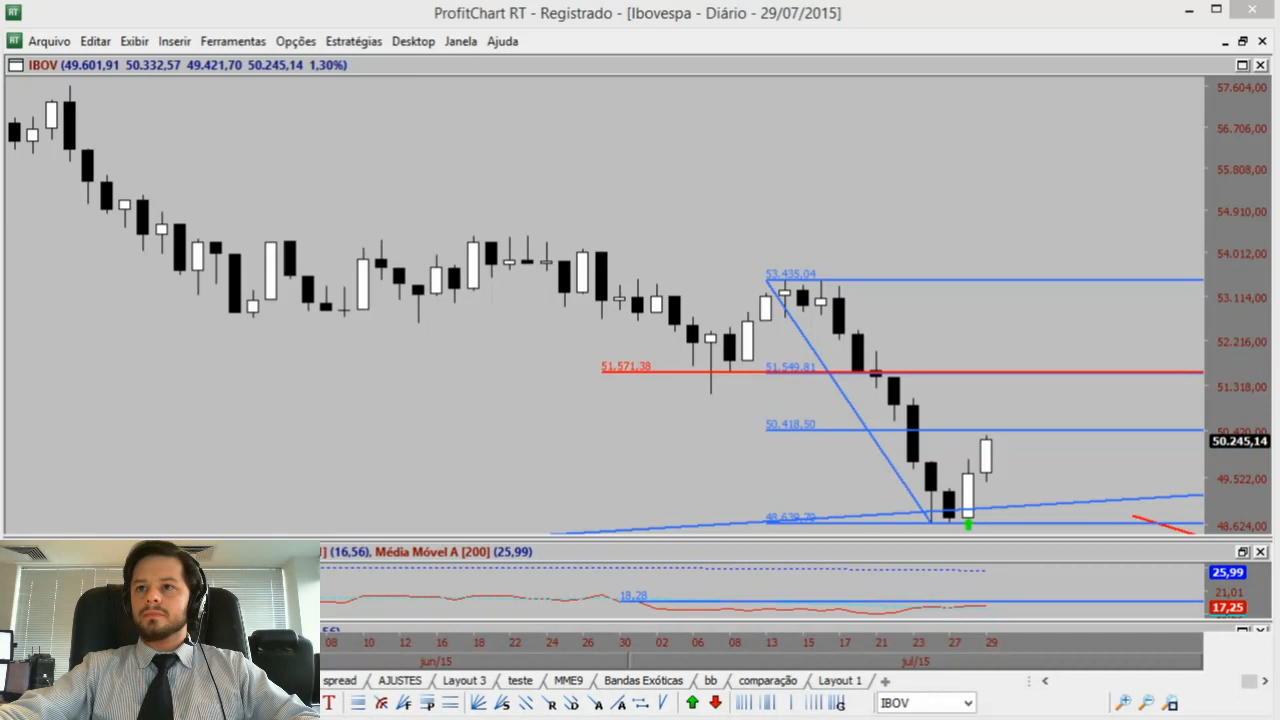 ProfitChart RT - Registrado - [Ibovespa - Diário - 29/07/2015]
RT Arquivo Editar Exibir Inserir Ferramentas Opções Estratégias Desktop Janela Ajuda
IBOV (49.601,91 50.332,57 49.421,70 50.245,14 1,30%)
57.604,00
56.706,00
55.808,00
54.910,00
54.012,00
53.435,04
53.114,00
52.216,00
51.571,38
51.549,81
51.318,00
50.418,50
50.245,14
49.522,00
48.639,70
48.624,00
(16,56), Média Móvel A [200] (25,99)
25,99
21,01
18,28
17,25
08 10 12 16 18 22 24 26 30 02 06 08 13 15 17 21 23 27 29
jun/15 jul/15
spread AJUSTES Layout 3 teste MME9 Bandas Exóticas bb comparação Layout 1
IBOV